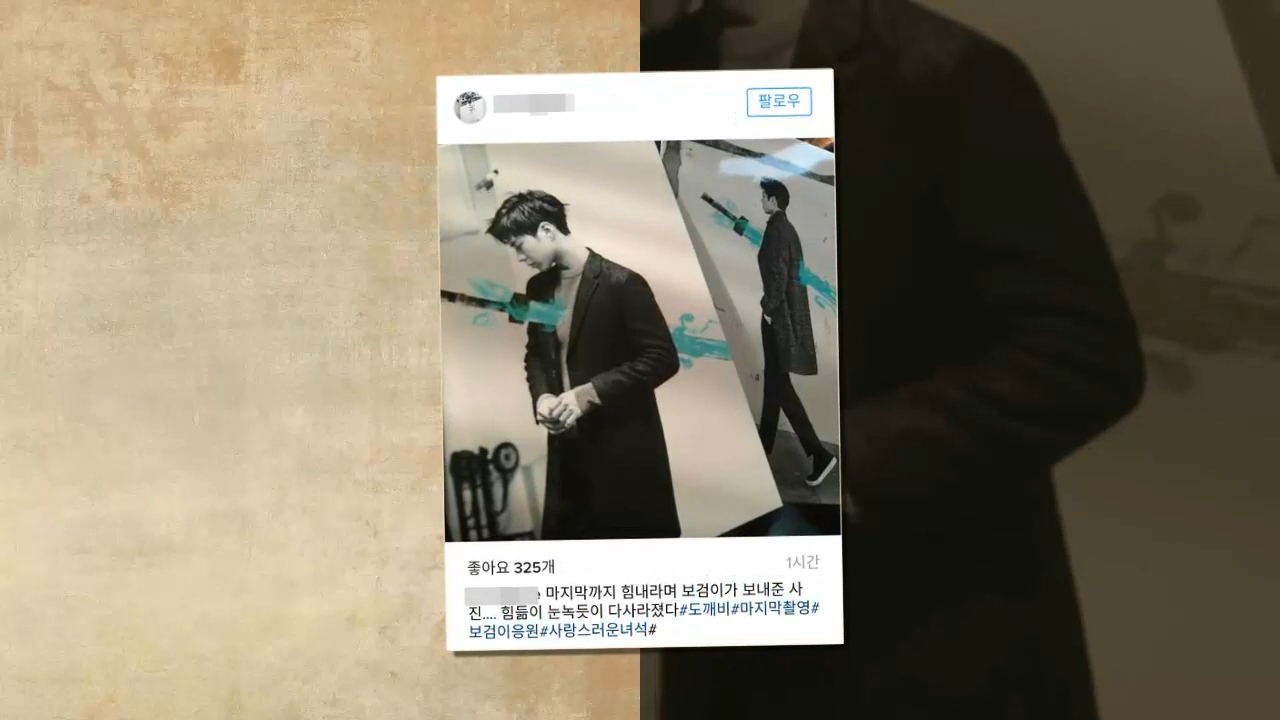 팔로우
좋아요 325개
1시간
마지막까지 힘내라며 보검이가 보내준 사
진.... 힘듦이 눈녹듯이 다사라졌다#도깨비#마지막촬영#
보검이응원#사랑스러운녀석#